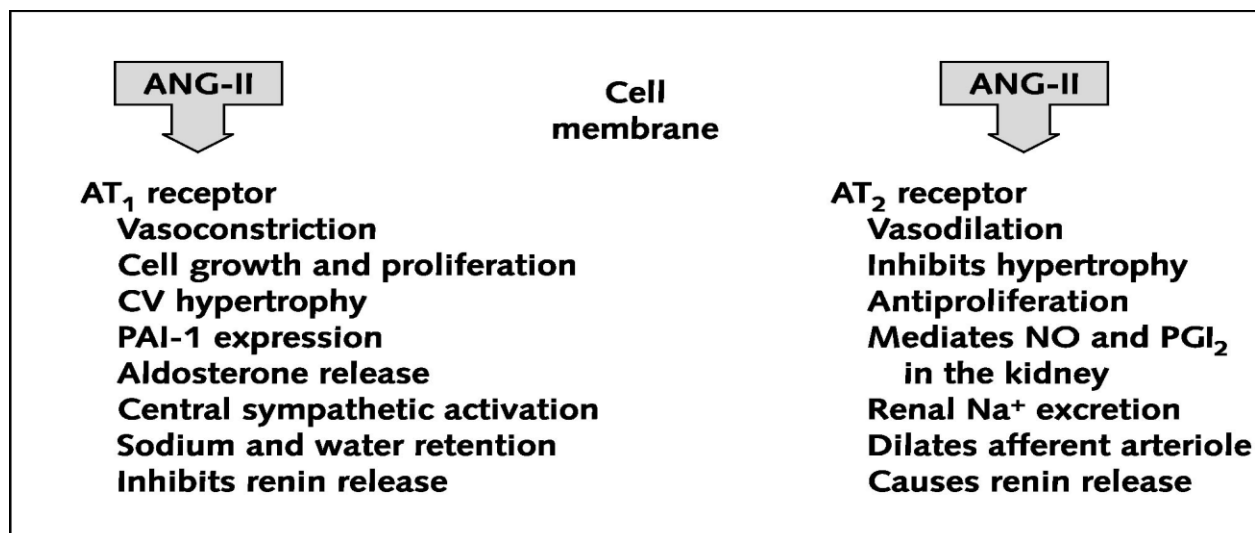 ANG-II
Cell
membrane
ANG-II
AT₁ receptor
Vasoconstriction
Cell growth and proliferation
CV hypertrophy
PAI-1 expression
Aldosterone release
Central sympathetic activation
Sodium and water retention
Inhibits renin release
AT₂ receptor
Vasodilation
Inhibits hypertrophy
Antiproliferation
Mediates NO and PGI₂
in the kidney
Renal Na⁺ excretion
Dilates afferent arteriole
Causes renin release